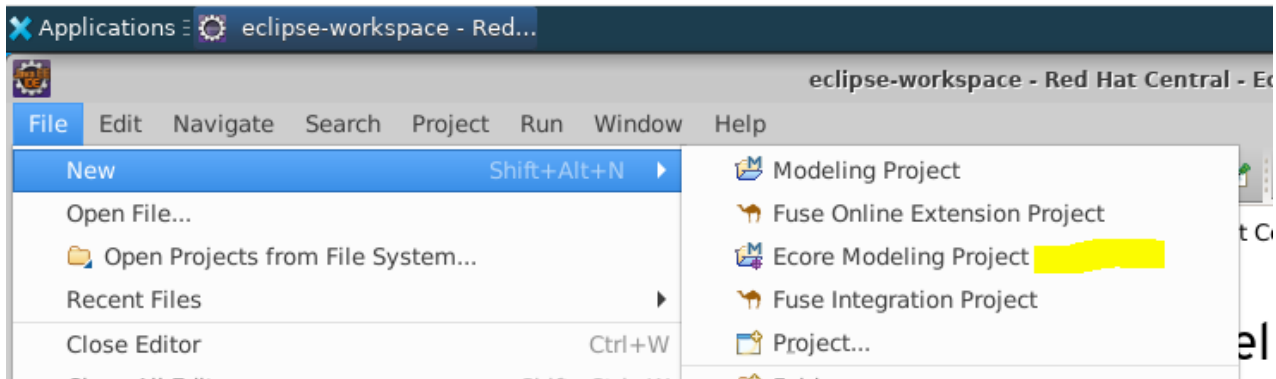 Applications eclipse-workspace - Red...
eclipse-workspace - Red Hat Central - Ec
File Edit Navigate Search Project Run Window Help
New Shift+Alt+N
Open File...
Open Projects from File System...
Recent Files
Close Editor Ctrl+W
Modeling Project
Fuse Online Extension Project
Ecore Modeling Project
Fuse Integration Project
Project...
t Ce
el